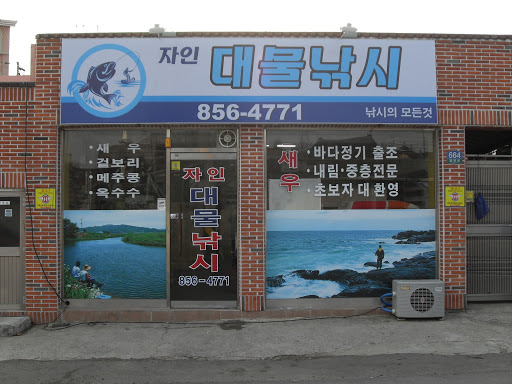 자인 대물낚시
856-4771
낚시의 모든것
· 새 우
· 겉보리
· 메주콩
· 옥수수
자인
대물낚시
856-4771
새우
· 바다정기 출조
· 내림 · 중층전문
· 초보자 대 환영
664